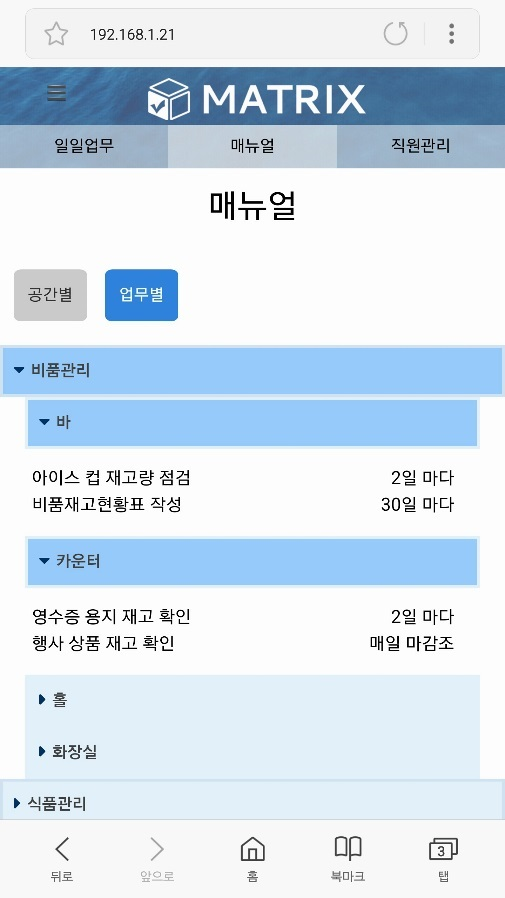 192.168.1.21
MATRIX
일일업무 매뉴얼 직원관리
매뉴얼
공간별 업무별
비품관리
바
아이스 컵 재고량 점검 2일 마다
비품재고현황표 작성 30일 마다
카운터
영수증 용지 재고 확인 2일 마다
행사 상품 재고 확인 매일 마감조
홀
화장실
식품관리
3
뒤로 앞으로 홈 북마크 탭